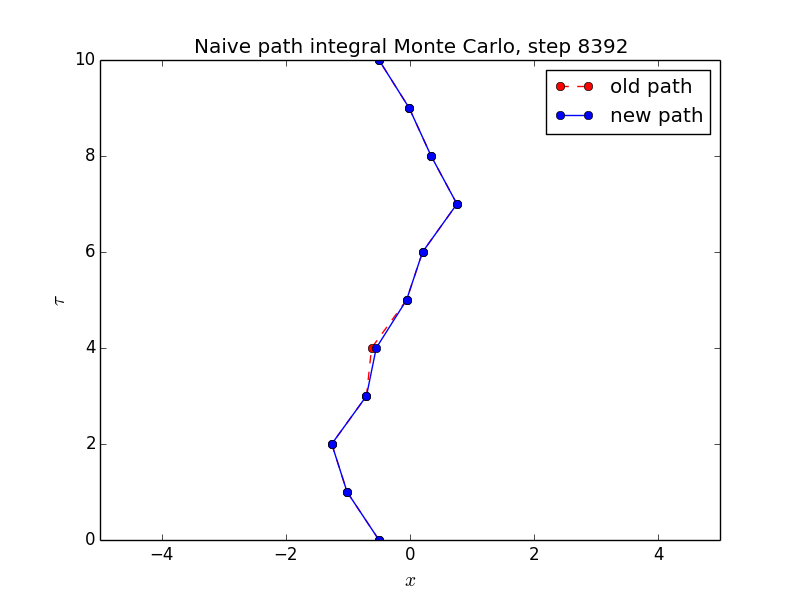 Naive path integral Monte Carlo, step 8392
10
old path
new path
8
6
τ
4
2
0
−4 −2 0 2 4
x